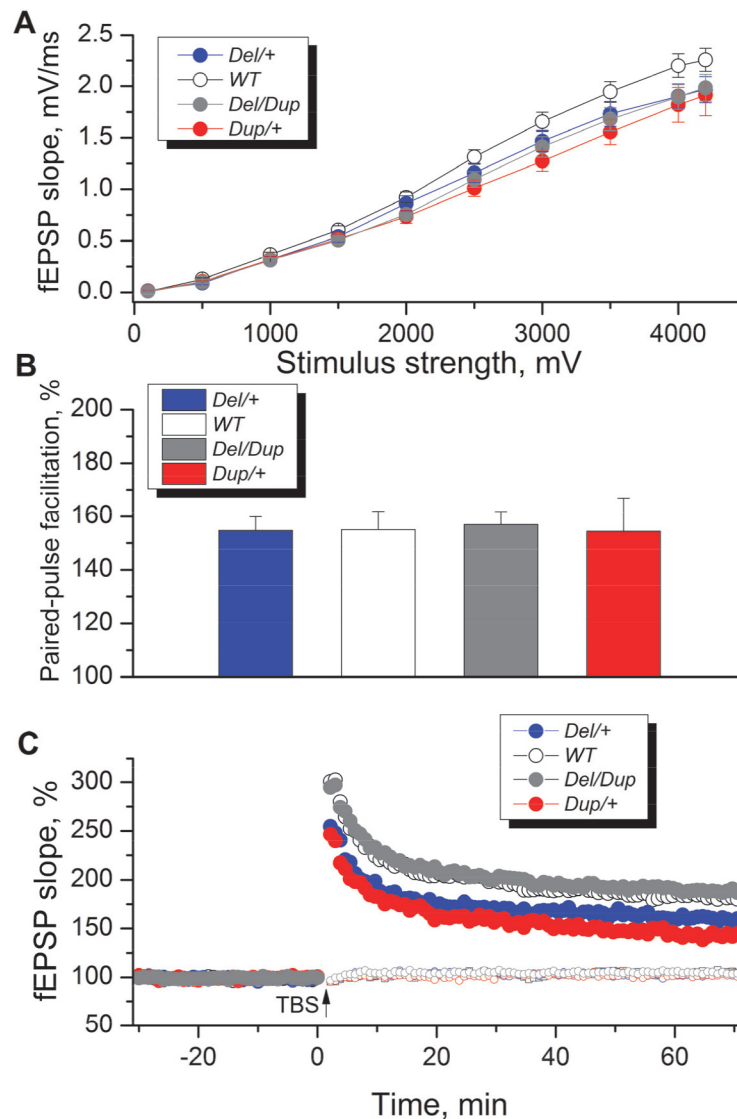 A
fEPSP slope, mV/ms
2.5
2.0
1.5
1.0
0.5
0.0
Del/+
WT
Del/Dup
Dup/+
1000 2000 3000 4000
Stimulus strength, mV
B
Paired-pulse facilitation, %
200
180
160
140
120
100
Del/+
WT
Del/Dup
Dup/+
C
fEPSP slope, %
300
250
200
150
100
50
Del/+
WT
Del/Dup
Dup/+
TBS
-20 0 20 40 60
Time, min